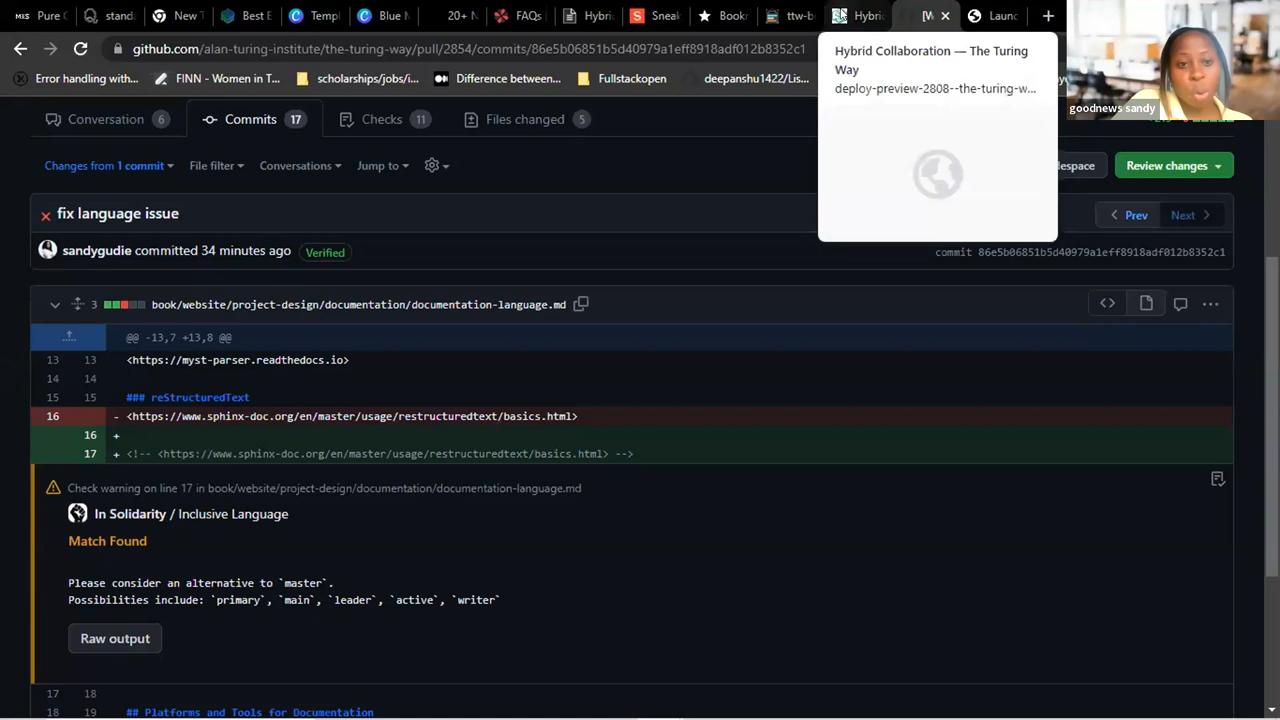 Pure C
standa
New T
Best E
Templ
Blue M
20+ N
FAQs
Hybri
Sneak
Bookr
ttw-b
Hybric
[W
Launc
github.com/alan-turing-institute/the-turing-way/pull/2854/commits/86e5b06851b5d40979a1eff8918adf012b8352c1
Error handling with...
FINN - Women in T...
scholarships/jobs/i...
Difference between...
Fullstackopen
deepanshu1422/Lis...
Hybrid Collaboration — The Turing
Way
deploy-preview-2808--the-turing-w...
goodnews sandy
Conversation 6
Commits 17
Checks 11
Files changed 5
Changes from 1 commit
File filter
Conversations
Jump to
lespace
Review changes
fix language issue
Prev
Next
sandygudie committed 34 minutes ago
Verified
commit 86e5b06851b5d40979a1eff8918adf012b8352c1
3 book/website/project-design/documentation/documentation-language.md
@@ -13,7 +13,8 @@
13 13 <https://myst-parser.readthedocs.io>
14 14
15 15 ### reStructuredText
16 - <https://www.sphinx-doc.org/en/master/usage/restructuredtext/basics.html>
16 +
17 + <!-- <https://www.sphinx-doc.org/en/master/usage/restructuredtext/basics.html> -->
Check warning on line 17 in book/website/project-design/documentation/documentation-language.md
In Solidarity / Inclusive Language
Match Found
Please consider an alternative to `master`.
Possibilities include: `primary`, `main`, `leader`, `active`, `writer`
Raw output
17 18
18 19 ## Platforms and Tools for Documentation